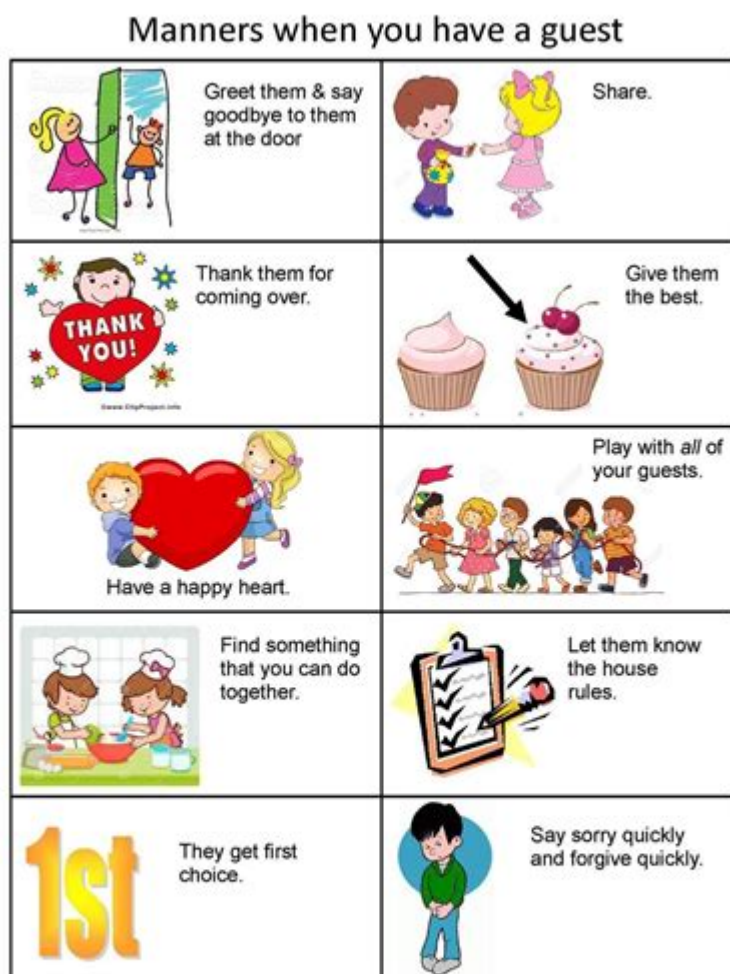 Manners when you have a guest
Greet them & say
goodbye to them
at the door
Share.
THANK
YOU!
Thank them for
coming over.
Give them
the best.
Have a happy heart.
Play with all of
your guests.
Find something
that you can do
together.
Let them know
the house
rules.
1st
They get first
choice.
Say sorry quickly
and forgive quickly.